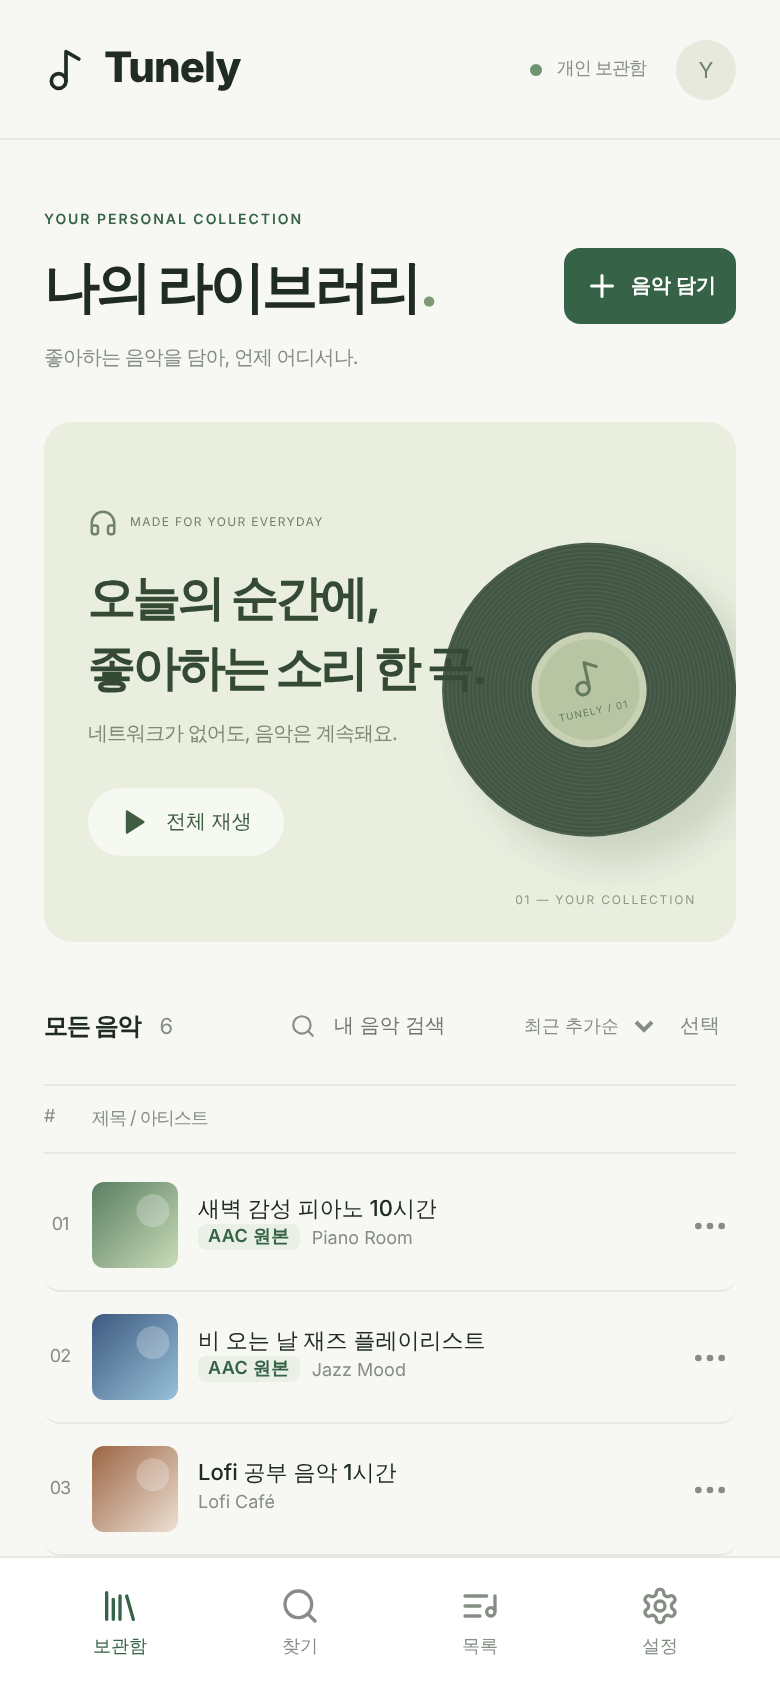 Tunely
개인 보관함
Y
YOUR PERSONAL COLLECTION
나의 라이브러리.
음악 담기
좋아하는 음악을 담아, 언제 어디서나.
MADE FOR YOUR EVERYDAY
오늘의 순간에,
좋아하는 소리 한 곡.
네트워크가 없어도, 음악은 계속돼요.
TUNELY / 01
전체 재생
01 — YOUR COLLECTION
모든 음악 6
내 음악 검색
최근 추가순
선택
# 제목 / 아티스트
01
새벽 감성 피아노 10시간
AAC 원본 Piano Room
02
비 오는 날 재즈 플레이리스트
AAC 원본 Jazz Mood
03
Lofi 공부 음악 1시간
Lofi Café
보관함
찾기
목록
설정